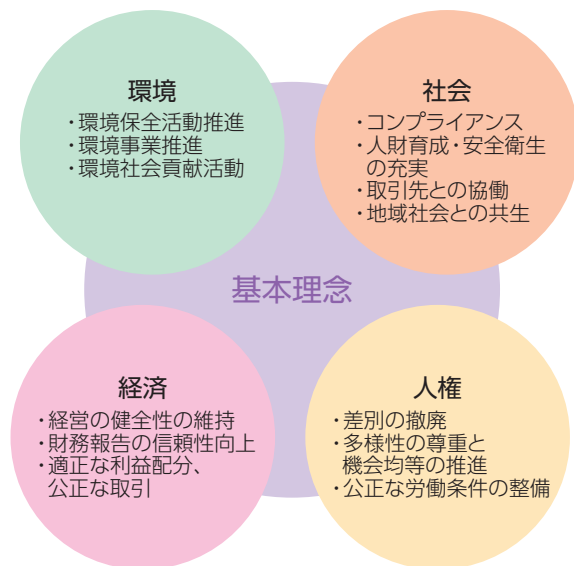 環境
・環境保全活動推進
・環境事業推進
・環境社会貢献活動
社会
・コンプライアンス
・人財育成・安全衛生
の充実
・取引先との協働
・地域社会との共生
基本理念
経済
・経営の健全性の維持
・財務報告の信頼性向上
・適正な利益配分、
公正な取引
人権
・差別の撤廃
・多様性の尊重と
機会均等の推進
・公正な労働条件の整備